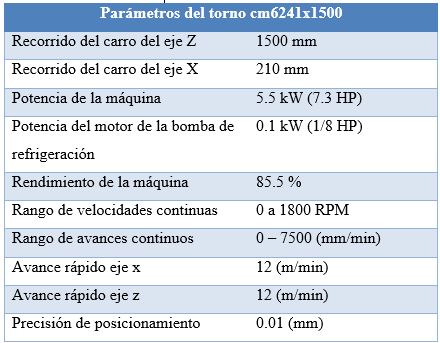 Parámetros del torno cm6241x1500
Recorrido del carro del eje Z 1500 mm
Recorrido del carro del eje X 210 mm
Potencia de la máquina 5.5 kW (7.3 HP)
Potencia del motor de la bomba de 0.1 kW (1/8 HP)
refrigeración
Rendimiento de la máquina 85.5 %
Rango de velocidades continuas 0 a 1800 RPM
Rango de avances continuos 0 – 7500 (mm/min)
Avance rápido eje x 12 (m/min)
Avance rápido eje z 12 (m/min)
Precisión de posicionamiento 0.01 (mm)